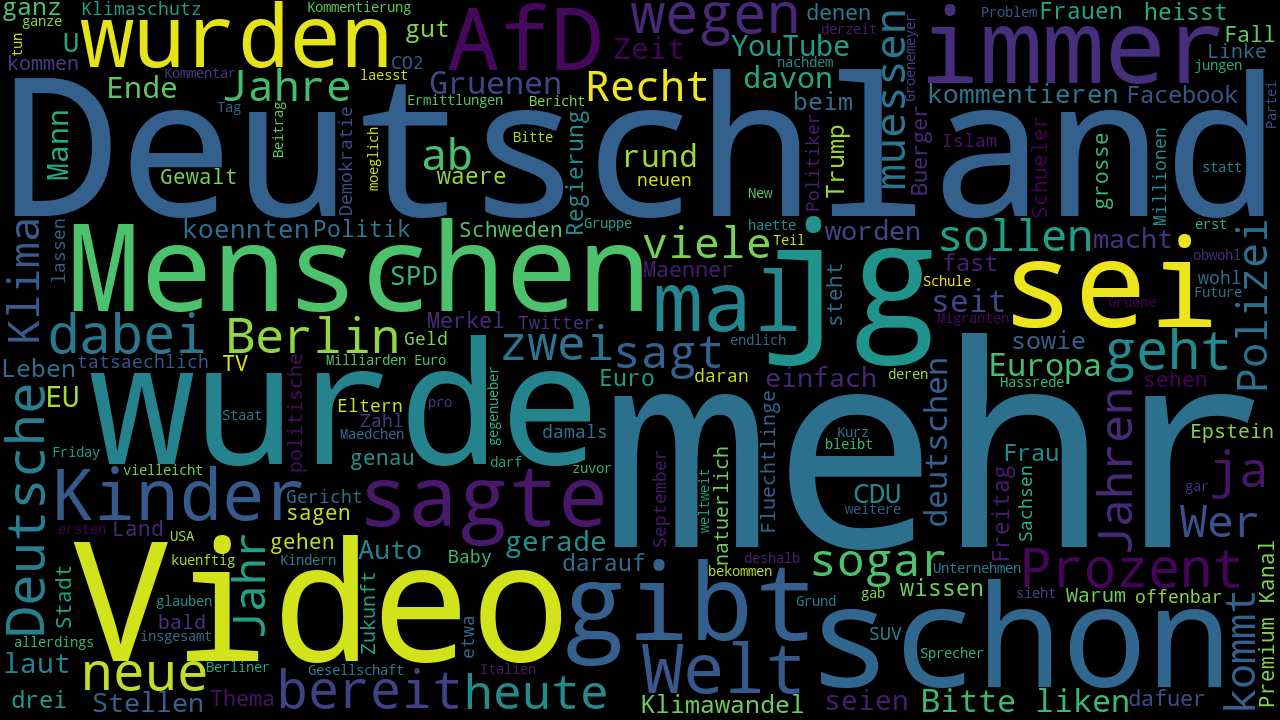 ganz
Klimaschutz
Kommentierung
wurden
gut
AfD
wegen
denen
immer
Problem
Frauen
heisst
ganze
tun
U
kommen
CO2
Zeit
YouTube
derzeit
muessen
Groenemeyer
Linke
Fall
jungen
Kommentar
laesst
nachdem
Ende
Jahre
Gruenen
Recht
davon
Deutschland
Tag
Beitrag
Ermittlungen
Bericht
beim
kommentieren
Facebook
Partei
Mann
Demokratie
moeglich
ab
Bitte
rund
Politiker
Trump
Buerger
Islam
Schueler
grosse
Millionen
statt
Gewalt
waere
Regierung
neuen
New
Klima
lassen
koennten
Politik
Schweden
Gruppe
haette
Teil
worden
sollen
macht
erst
Polizei
Menschen
SPD
viele
Maenner
mal
jg
steht
fast
Schule
sei
obwohl
wohl
Future
seit
Gruene
Migranten
dabei
Berlin
Merkel
Twitter
Geld
zwei
sagt
endlich
sowie
geht
Leben
tatsaechlich
TV
Milliarden
Euro
gegenueber
Euro
daran
einfach
deren
Europa
Hassrede
sehen
EU
wurde
Staat
politische
Eltern
Zahl
pro
Maedchen
damals
mehr
Fluechtlinge
Kurz
bleibt
deutschen
Frau
Jahren
Epstein
Deutsche
Friday
vielleicht
genau
darf
zuvor
Kinder
Gericht
sagen
sagte
September
weltweit
natuerlich
CDU
weitere
Freitag
Sachsen
gar
ja
Wer
ersten
Land
USA
kuenftig
gehen
Kindern
Auto
Baby
gerade
darauf
deshalb
bekommen
sogar
Unternehmen
Prozent
Premium Kanal
Stadt
Video
Jahr
Zukunft
etwa
gibt
Grund
gab
wissen
sieht
Warum
offenbar
kommt
glauben
bald
insgesamt
allerdings
SUV
schon
Sprecher
laut
neue
Berliner
Gesellschaft
Italien
Welt
drei
Stellen
Thema
bereit
heute
Klimawandel
seien
Bitte liken
dafuer